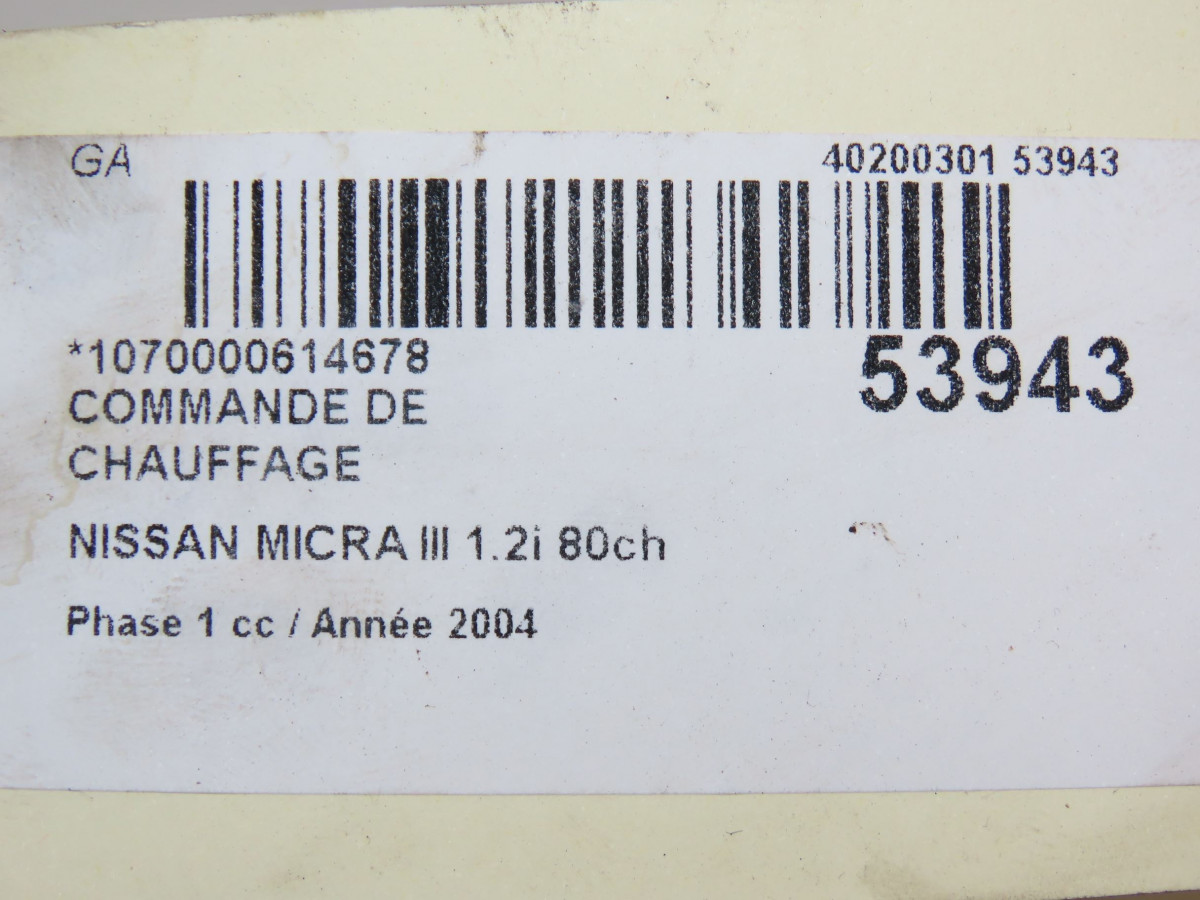 GA
40200301 53943
*1070000614678
53943
COMMANDE DE
CHAUFFAGE
NISSAN MICRA III 1.2i 80ch
Phase 1 cc / Année 2004